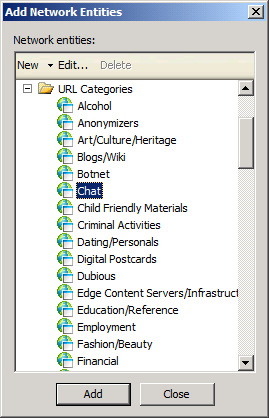 Add Network Entities
Network entities:
New Edit... Delete
URL Categories
Alcohol
Anonymizers
Art/Culture/Heritage
Blogs/Wiki
Botnet
Chat
Child Friendly Materials
Criminal Activities
Dating/Personals
Digital Postcards
Dubious
Edge Content Servers/Infrastruct
Education/Reference
Employment
Fashion/Beauty
Financial
Add Close